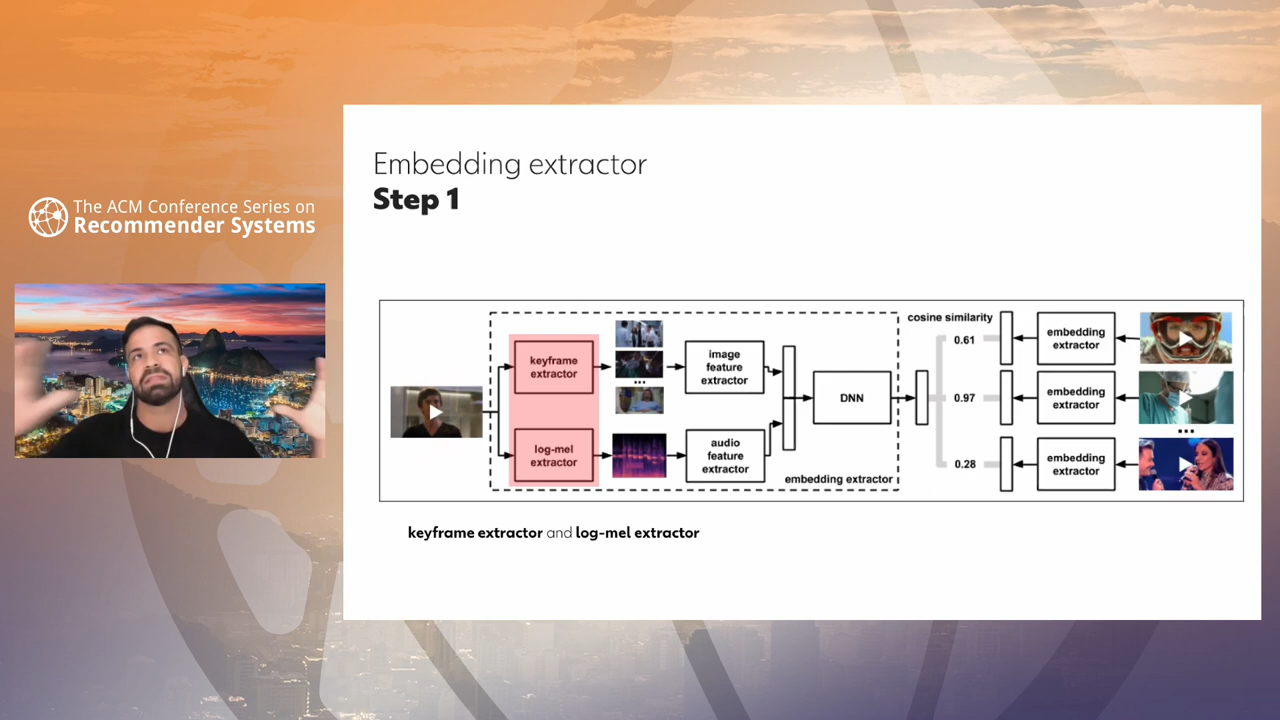 The ACM Conference Series on
Recommender Systems
Embedding extractor
Step 1
keyframe
extractor
log-mel
extractor
...
image
feature
extractor
audio
feature
extractor
DNN
embedding extractor
cosine similarity
0.61
0.97
0.28
embedding
extractor
embedding
extractor
...
embedding
extractor
keyframe extractor and log-mel extractor